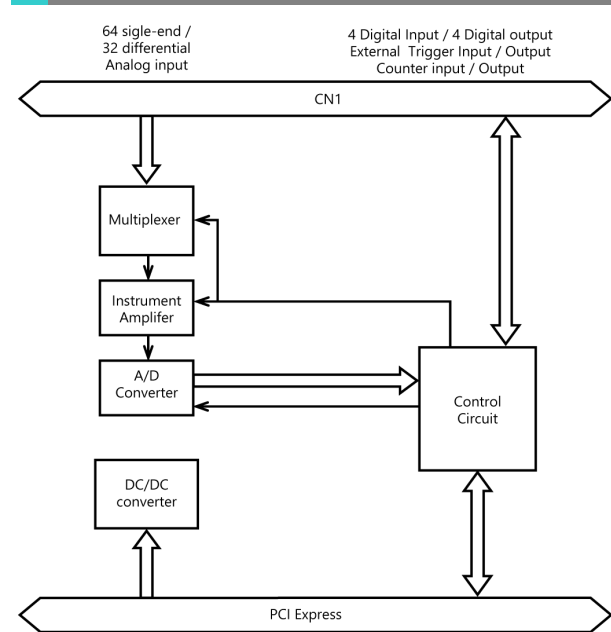 64 sigle-end /
32 differential
Analog input
4 Digital Input / 4 Digital output
External Trigger Input / Output
Counter input / Output
CN1
Multiplexer
Instrument
Amplifer
A/D
Converter
Control
Circuit
DC/DC
converter
PCI Express